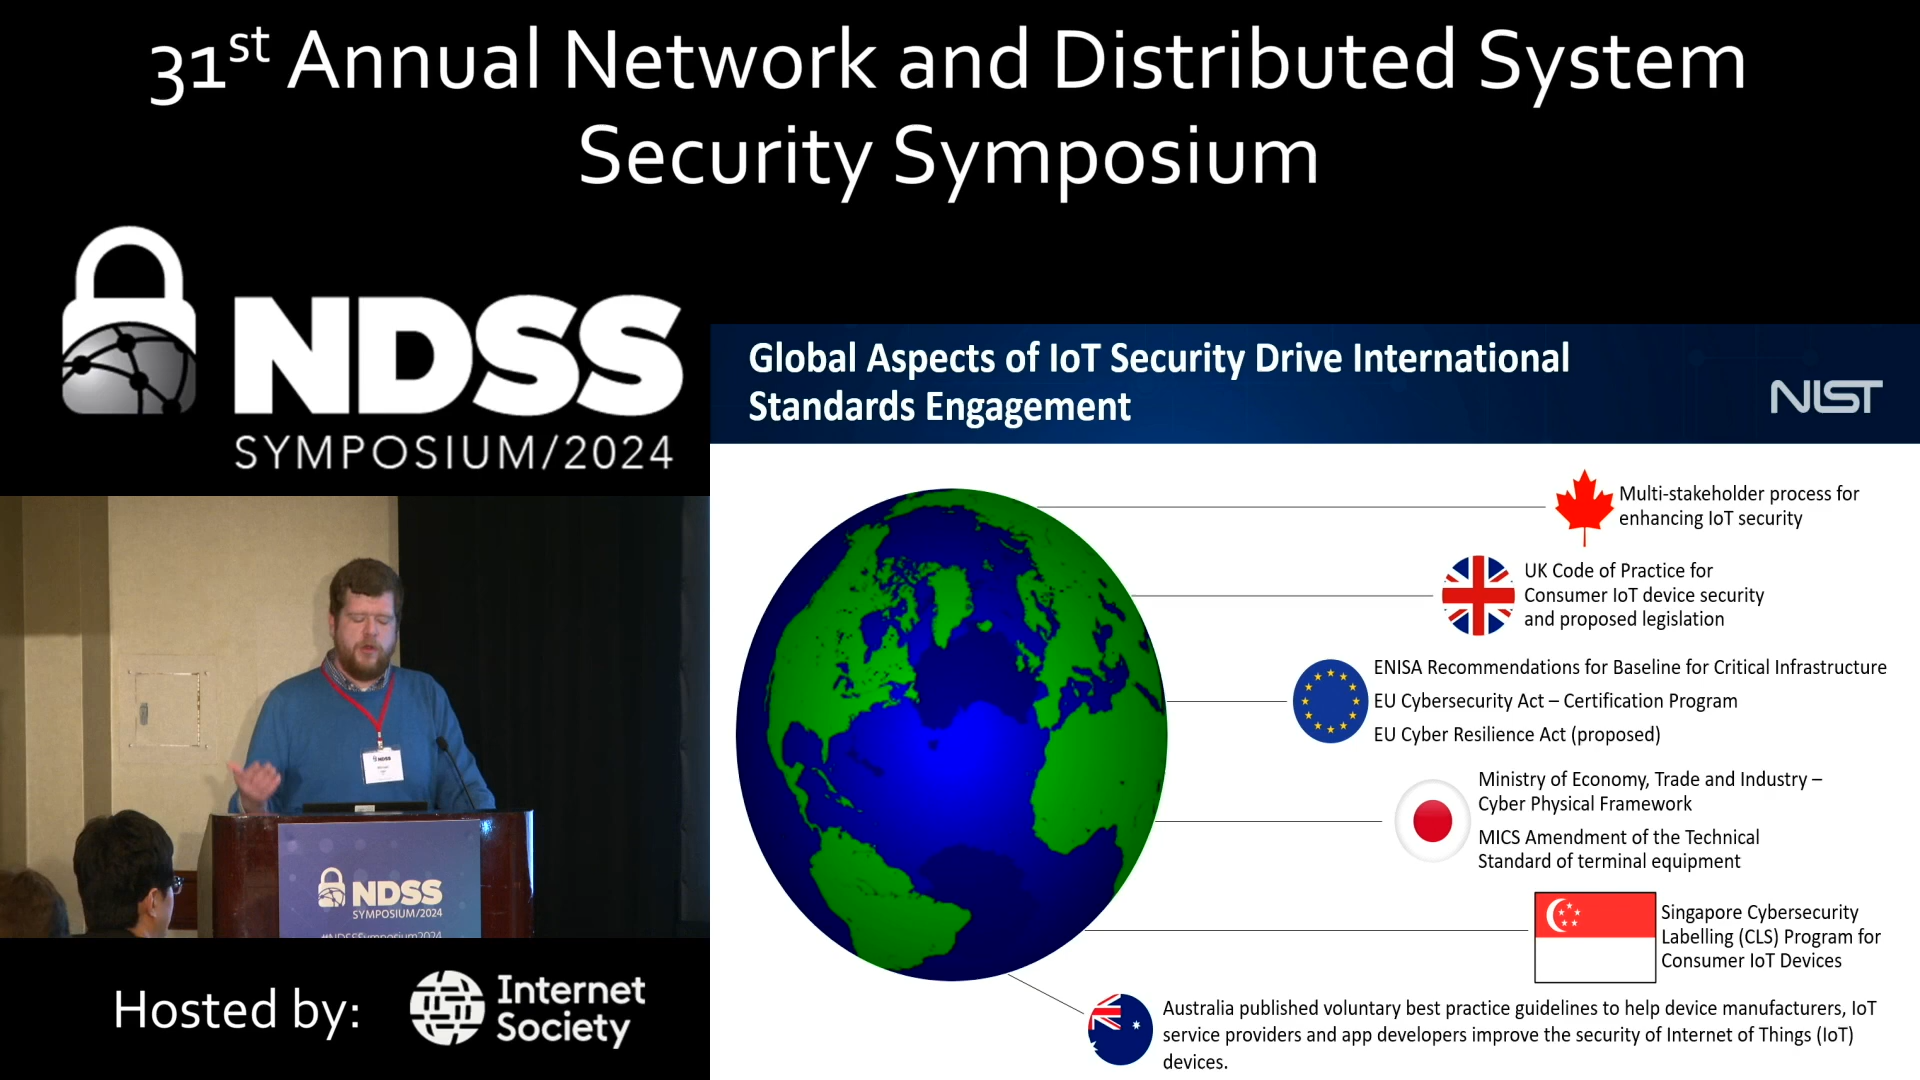 31st Annual Network and Distributed System
Security Symposium
NDSS
SYMPOSIUM/2024
Global Aspects of IoT Security Drive International
Standards Engagement
NIST
Multi-stakeholder process for
enhancing IoT security
UK Code of Practice for
Consumer IoT device security
and proposed legislation
ENISA Recommendations for Baseline for Critical Infrastructure
EU Cybersecurity Act – Certification Program
EU Cyber Resilience Act (proposed)
Ministry of Economy, Trade and Industry –
Cyber Physical Framework
MICS Amendment of the Technical
Standard of terminal equipment
Singapore Cybersecurity
Labelling (CLS) Program for
Consumer IoT Devices
Australia published voluntary best practice guidelines to help device manufacturers, IoT
service providers and app developers improve the security of Internet of Things (IoT)
devices.
NDSS
NDSS
SYMPOSIUM/2024
#NDSSSymposium2024
Hosted by:
Internet
Society